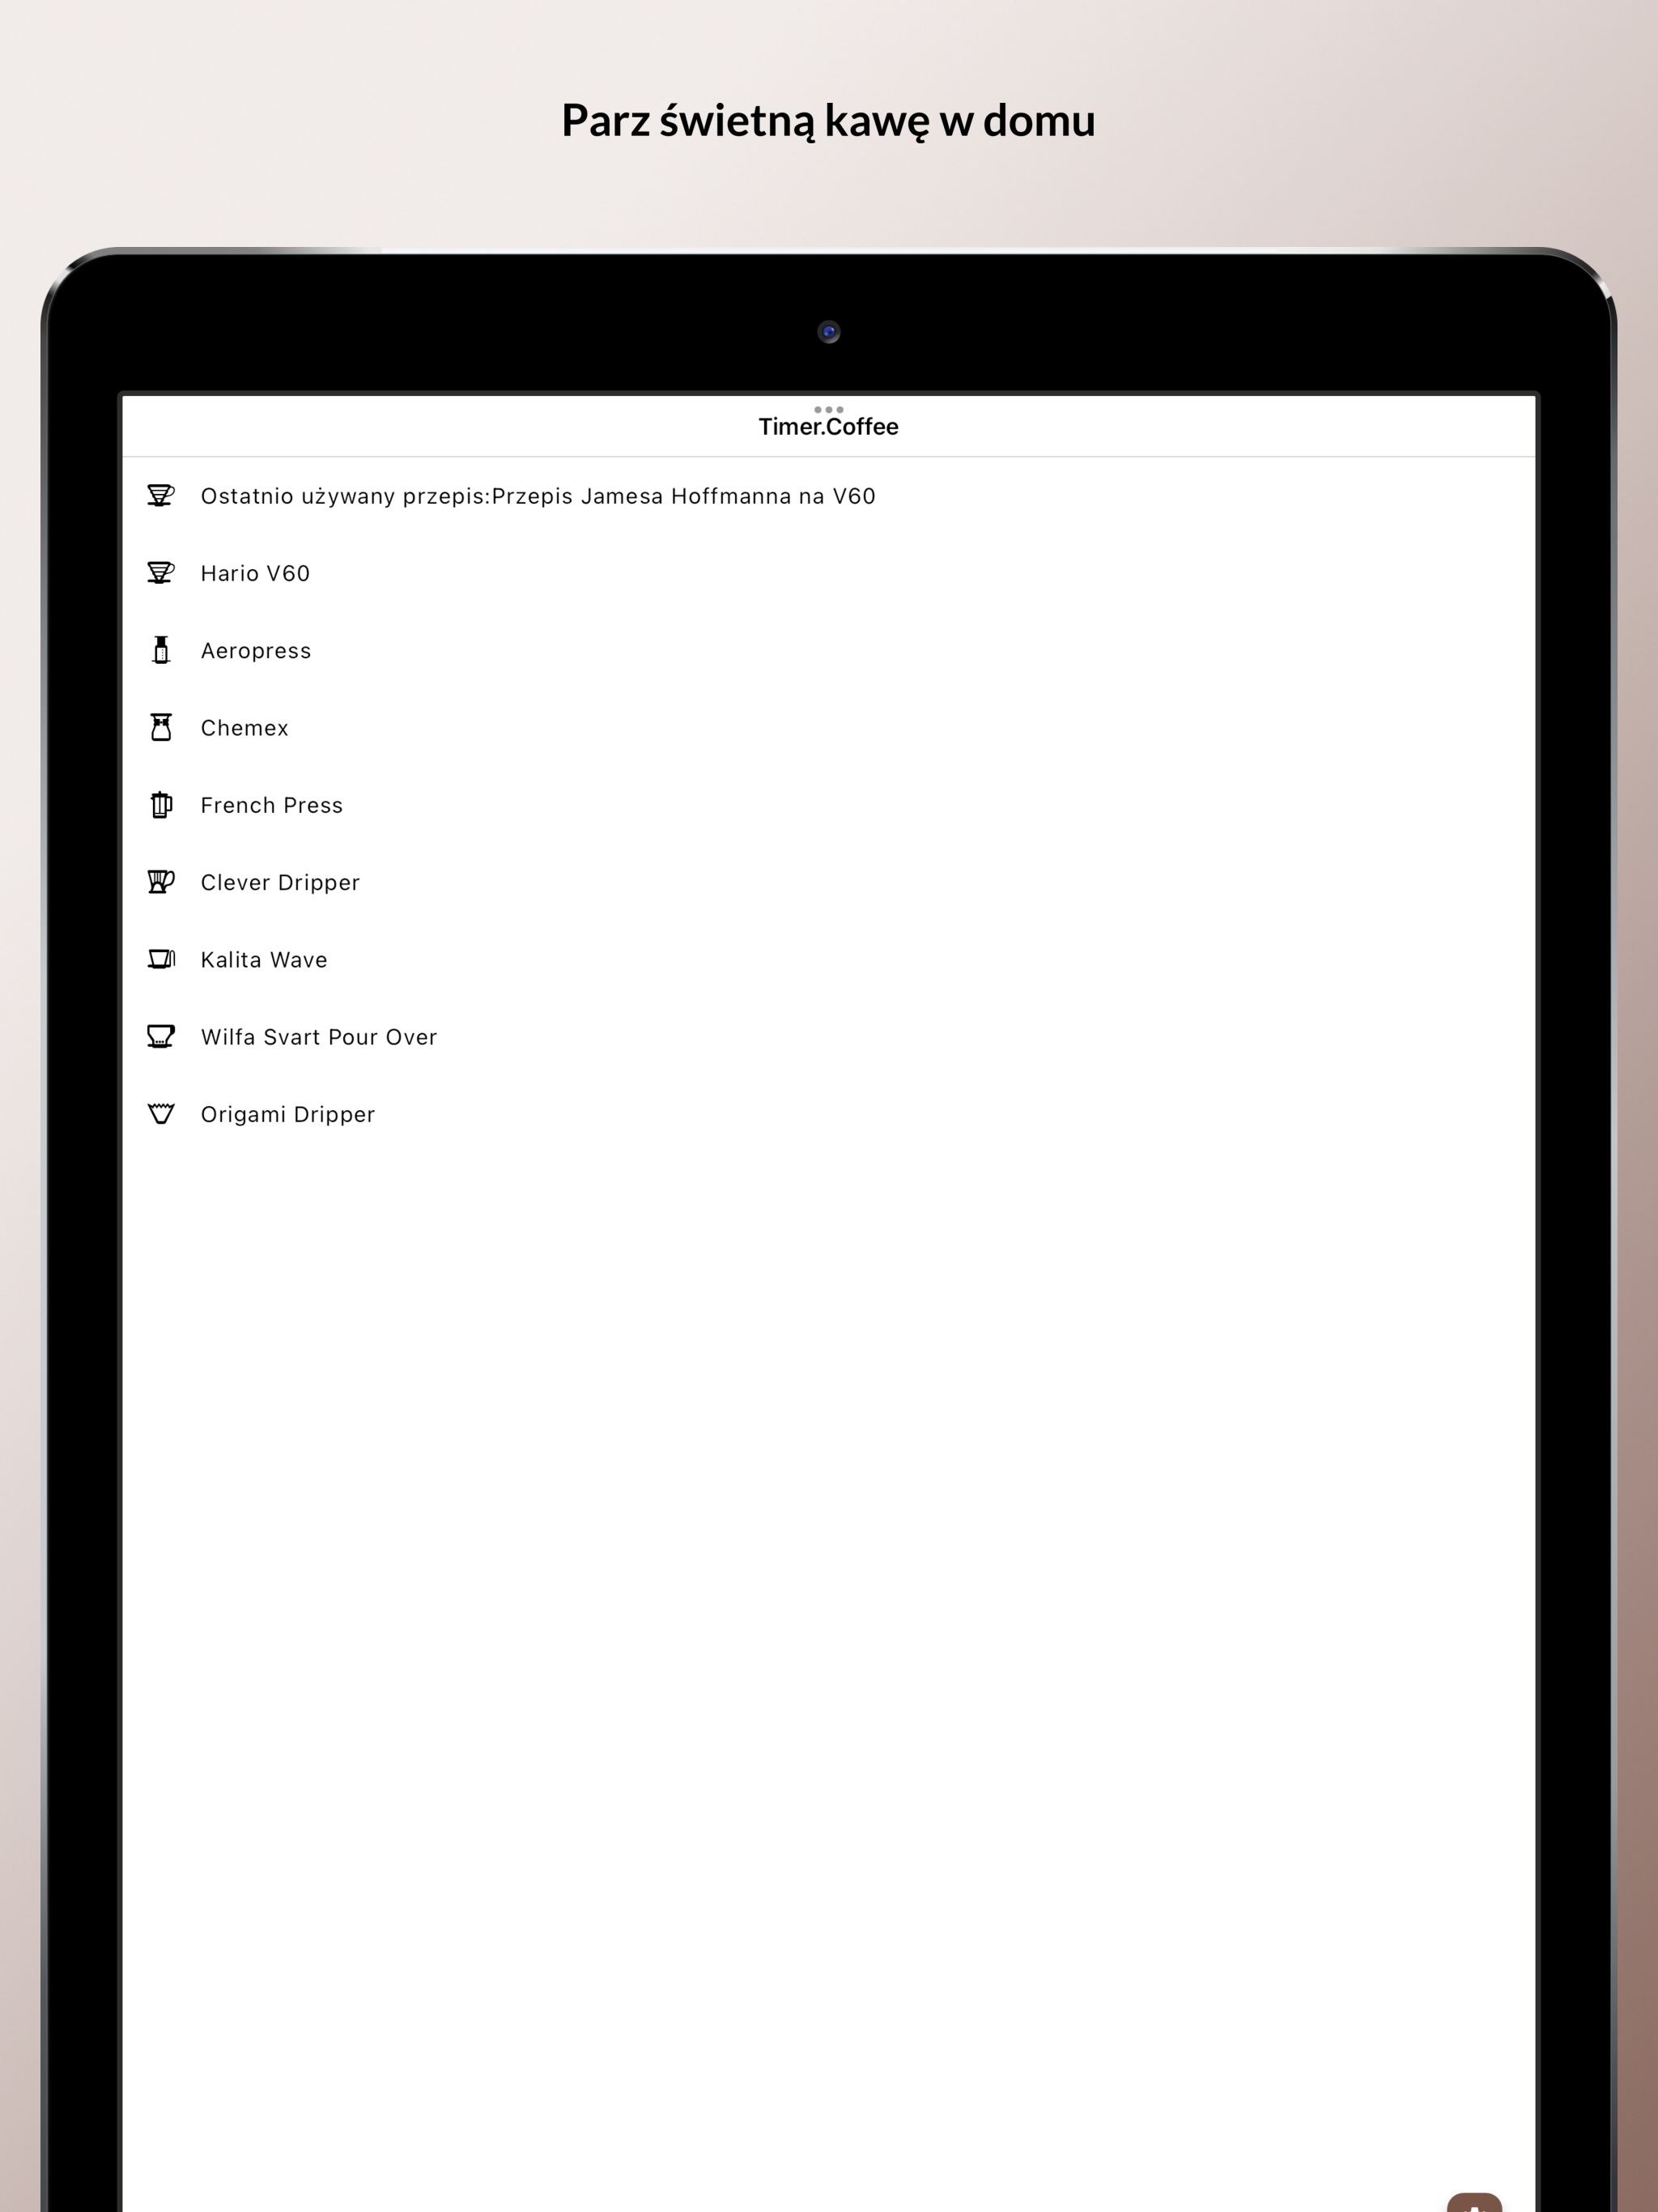 Parz świetną kawę w domu
Timer.Coffee
Ostatnio używany przepis:Przepis Jamesa Hoffmanna na V60
Hario V60
Aeropress
Chemex
French Press
Clever Dripper
Kalita Wave
Wilfa Svart Pour Over
Origami Dripper